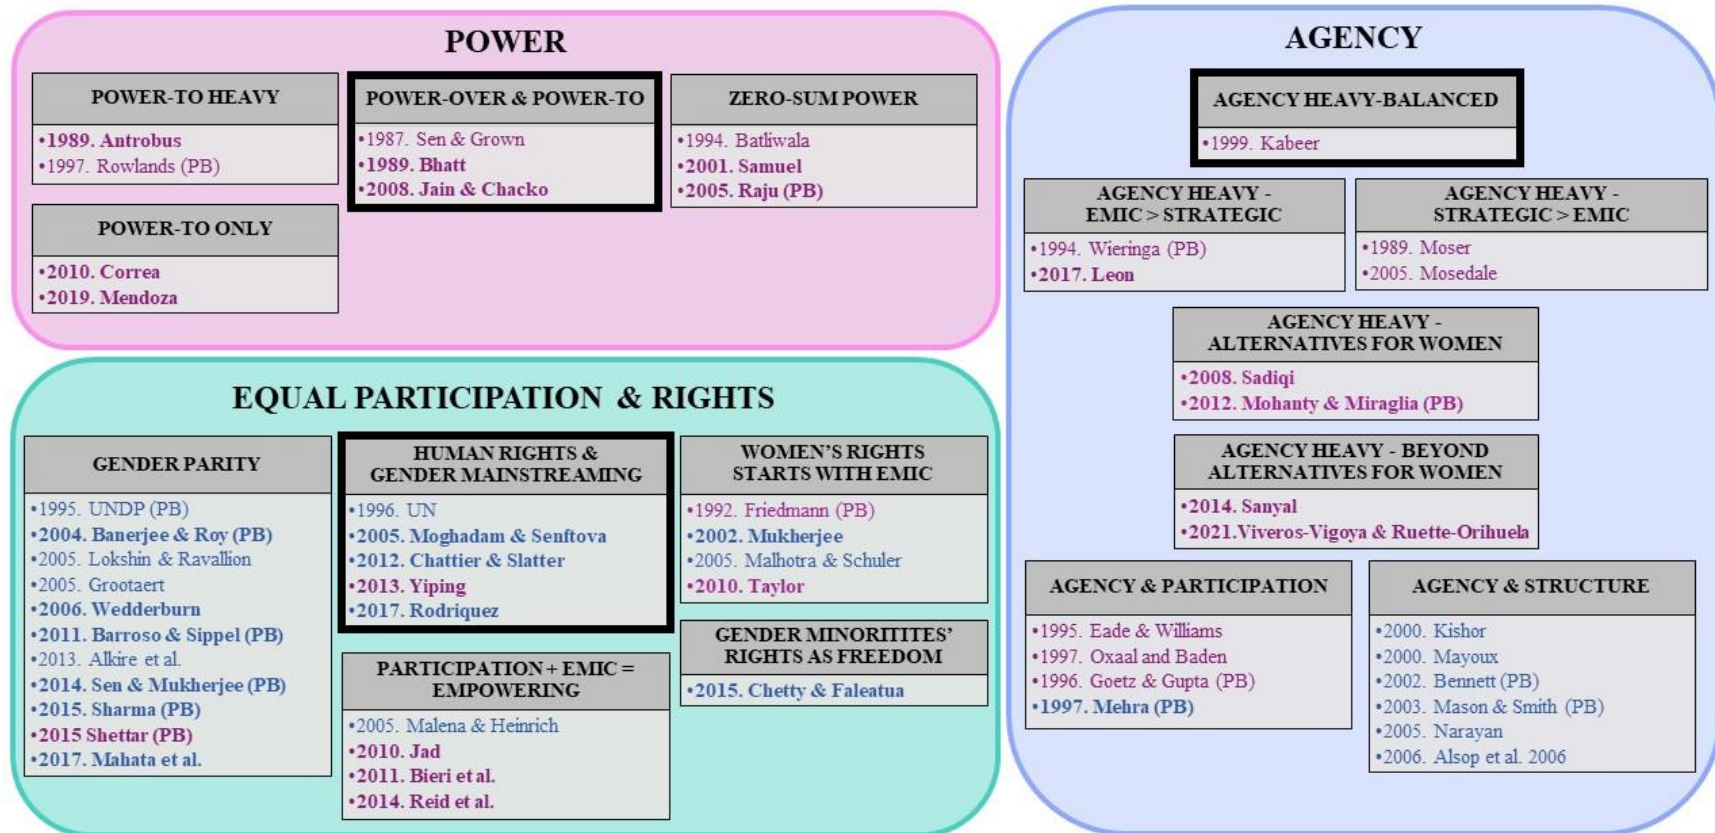 POWER
POWER-TO HEAVY
•1989. Antrobus
•1997. Rowlands (PB)
POWER-OVER & POWER-TO
•1987. Sen & Grown
•1989. Bhatt
•2008. Jain & Chacko
ZERO-SUM POWER
•1994. Batliwala
•2001. Samuel
•2005. Raju (PB)
POWER-TO ONLY
•2010. Correa
•2019. Mendoza
EQUAL PARTICIPATION & RIGHTS
GENDER PARITY
•1995. UNDP (PB)
•2004. Banerjee & Roy (PB)
•2005. Lokshin & Ravallion
•2005. Grootaert
•2006. Wedderburn
•2011. Barroso & Sippel (PB)
•2013. Alkire et al.
•2014. Sen & Mukherjee (PB)
•2015. Sharma (PB)
•2015 Shettar (PB)
•2017. Mahata et al.
HUMAN RIGHTS &
GENDER MAINSTREAMING
•1996. UN
•2005. Moghadam & Senftova
•2012. Chattier & Slatter
•2013. Yiping
•2017. Rodriquez
PARTICIPATION + EMIC =
EMPOWERING
•2005. Malena & Heinrich
•2010. Jad
•2011. Bieri et al.
•2014. Reid et al.
WOMEN'S RIGHTS
STARTS WITH EMIC
•1992. Friedmann (PB)
•2002. Mukherjee
•2005. Malhotra & Schuler
•2010. Taylor
GENDER MINORITITES'
RIGHTS AS FREEDOM
•2015. Chetty & Faleatua
AGENCY
AGENCY HEAVY-BALANCED
•1999. Kabeer
AGENCY HEAVY -
EMIC > STRATEGIC
•1994. Wieringa (PB)
•2017. Leon
AGENCY HEAVY -
STRATEGIC > EMIC
•1989. Moser
•2005. Mosedale
AGENCY HEAVY -
ALTERNATIVES FOR WOMEN
•2008. Sadiqi
•2012. Mohanty & Miraglia (PB)
AGENCY HEAVY - BEYOND
ALTERNATIVES FOR WOMEN
•2014. Sanyal
•2021.Viveros-Vigoya & Ruette-Orihuela
AGENCY & PARTICIPATION
•1995. Eade & Williams
•1997. Oxaal and Baden
•1996. Goetz & Gupta (PB)
•1997. Mehra (PB)
AGENCY & STRUCTURE
•2000. Kishor
•2000. Mayoux
•2002. Bennett (PB)
•2003. Mason & Smith (PB)
•2005. Narayan
•2006. Alsop et al. 2006